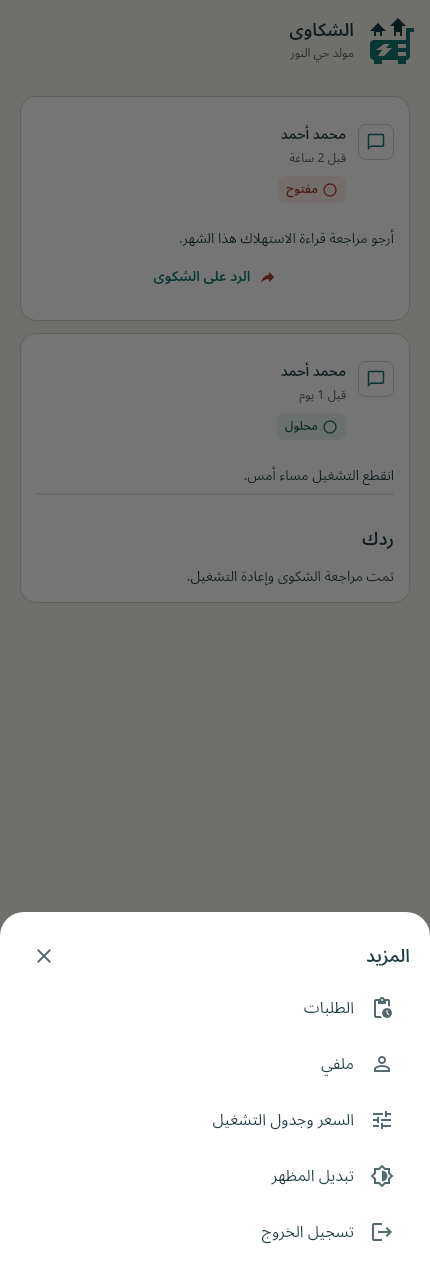 الشكاوى
مولد حي النور
محمد أحمد
قبل 2 ساعة
مفتوح
أرجو مراجعة قراءة الاستهلاك هذا الشهر.
الرد على الشكوى
محمد أحمد
قبل 1 يوم
محلول
انقطع التشغيل مساء أمس.
ردك
تمت مراجعة الشكوى وإعادة التشغيل.
المزيد
الطلبات
ملفي
السعر وجدول التشغيل
تبديل المظهر
تسجيل الخروج